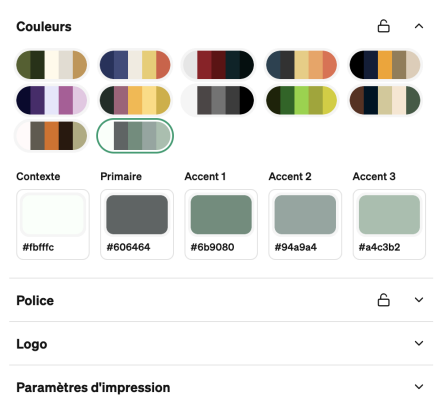 Couleurs
Contexte Primaire Accent 1 Accent 2 Accent 3
#fbfffc #606464 #6b9080 #94a9a4 #a4c3b2
Police
Logo
Paramètres d'impression